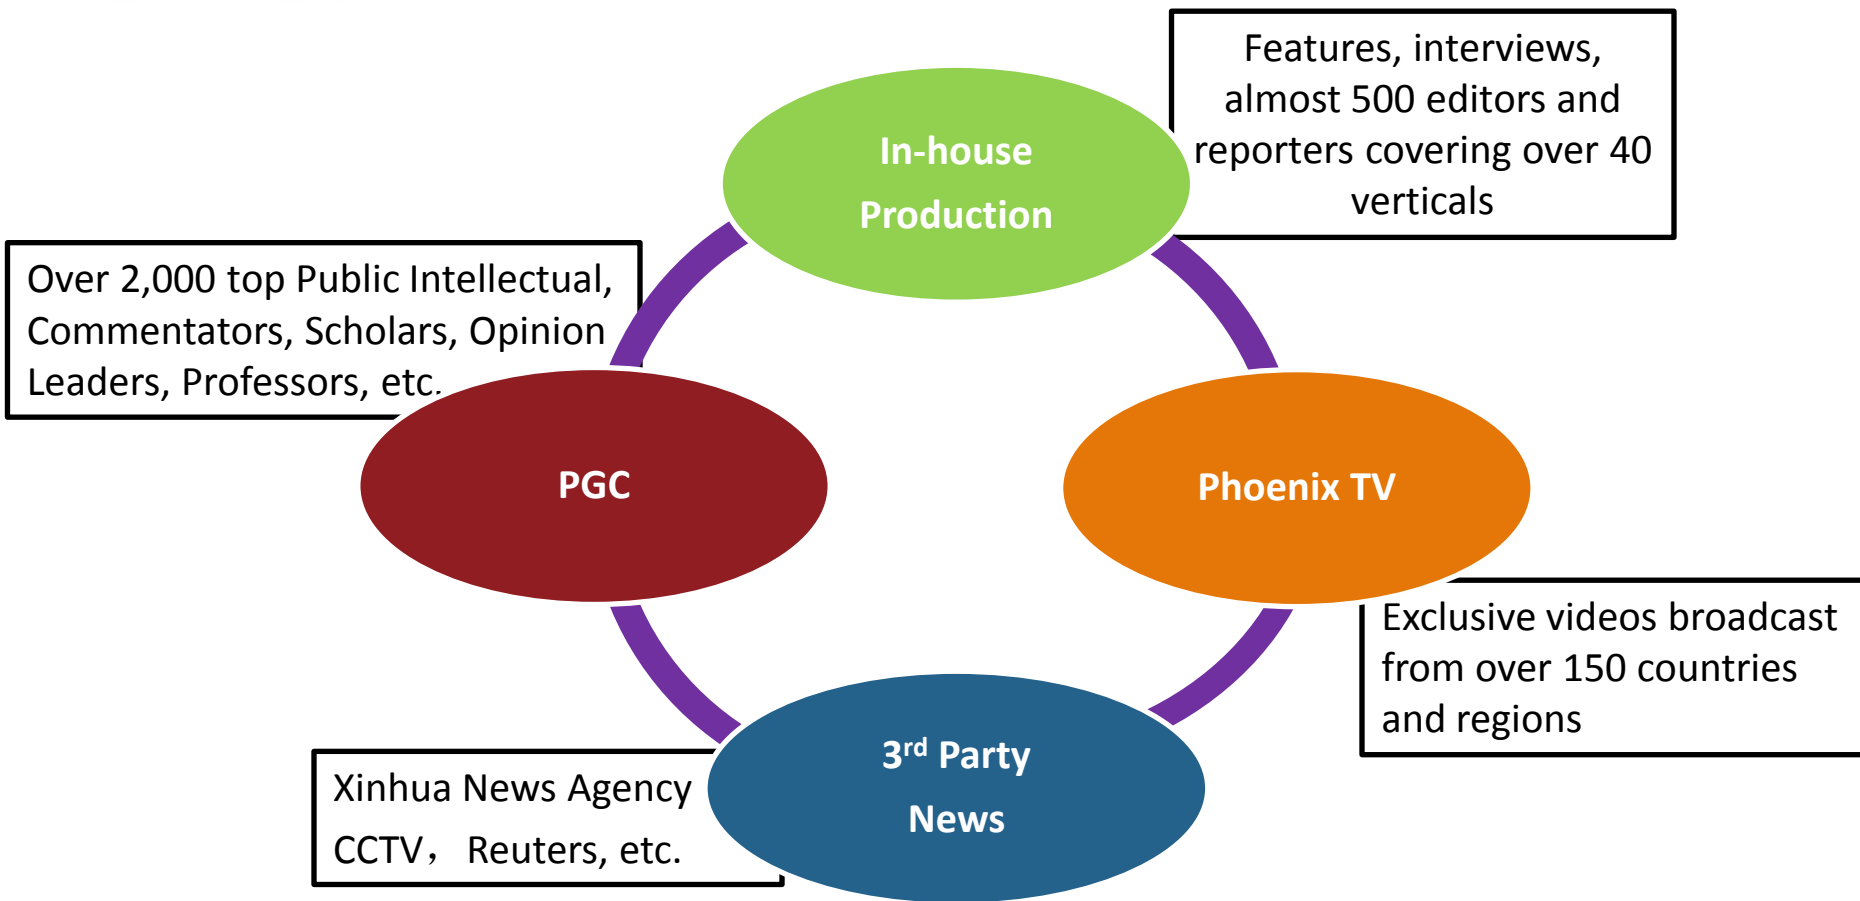 Features, interviews,
almost 500 editors and
reporters covering over 40
verticals
In-house
Production
Over 2,000 top Public Intellectual,
Commentators, Scholars, Opinion
Leaders, Professors, etc.
PGC
Phoenix TV
Exclusive videos broadcast
from over 150 countries
and regions
3rd Party
News
Xinhua News Agency
CCTV， Reuters, etc.